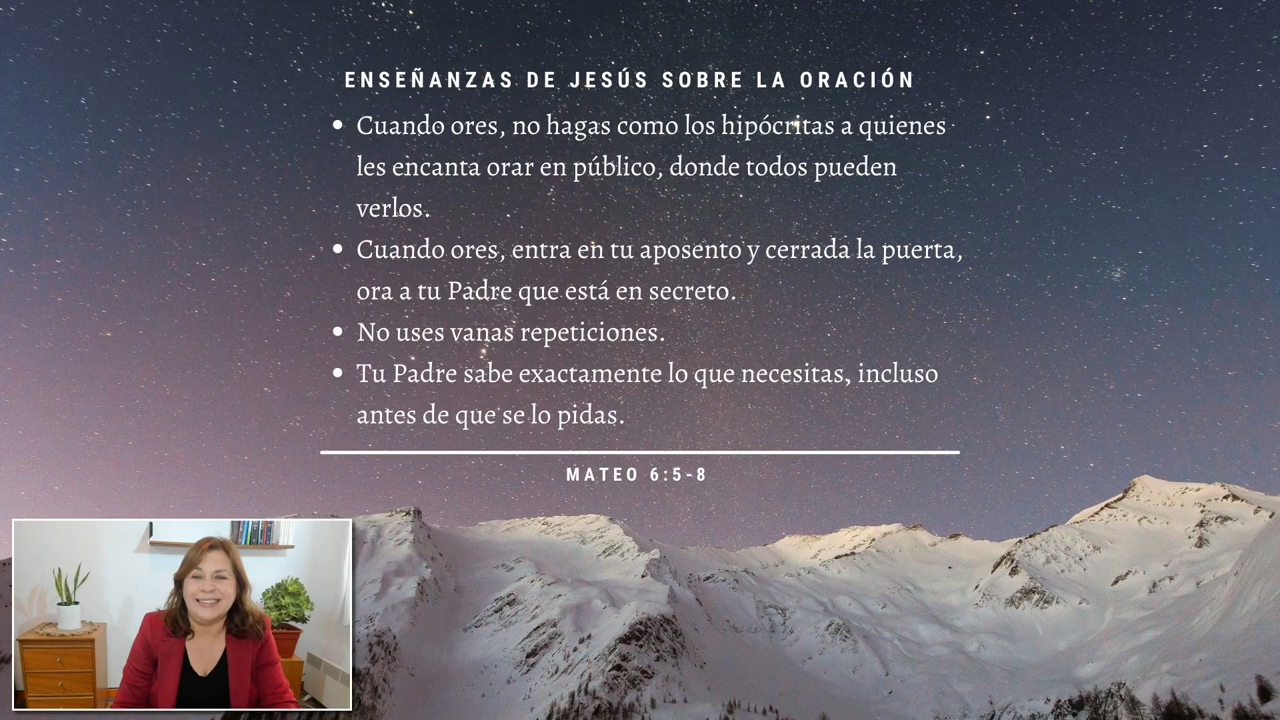 ENSEÑANZAS DE JESÚS SOBRE LA ORACIÓN
• Cuando ores, no hagas como los hipócritas a quienes
les encanta orar en público, donde todos pueden
verlos.
• Cuando ores, entra en tu aposento y cerrada la puerta,
ora a tu Padre que está en secreto.
• No uses vanas repeticiones.
• Tu Padre sabe exactamente lo que necesitas, incluso
antes de que se lo pidas.
MATEO 6:5-8